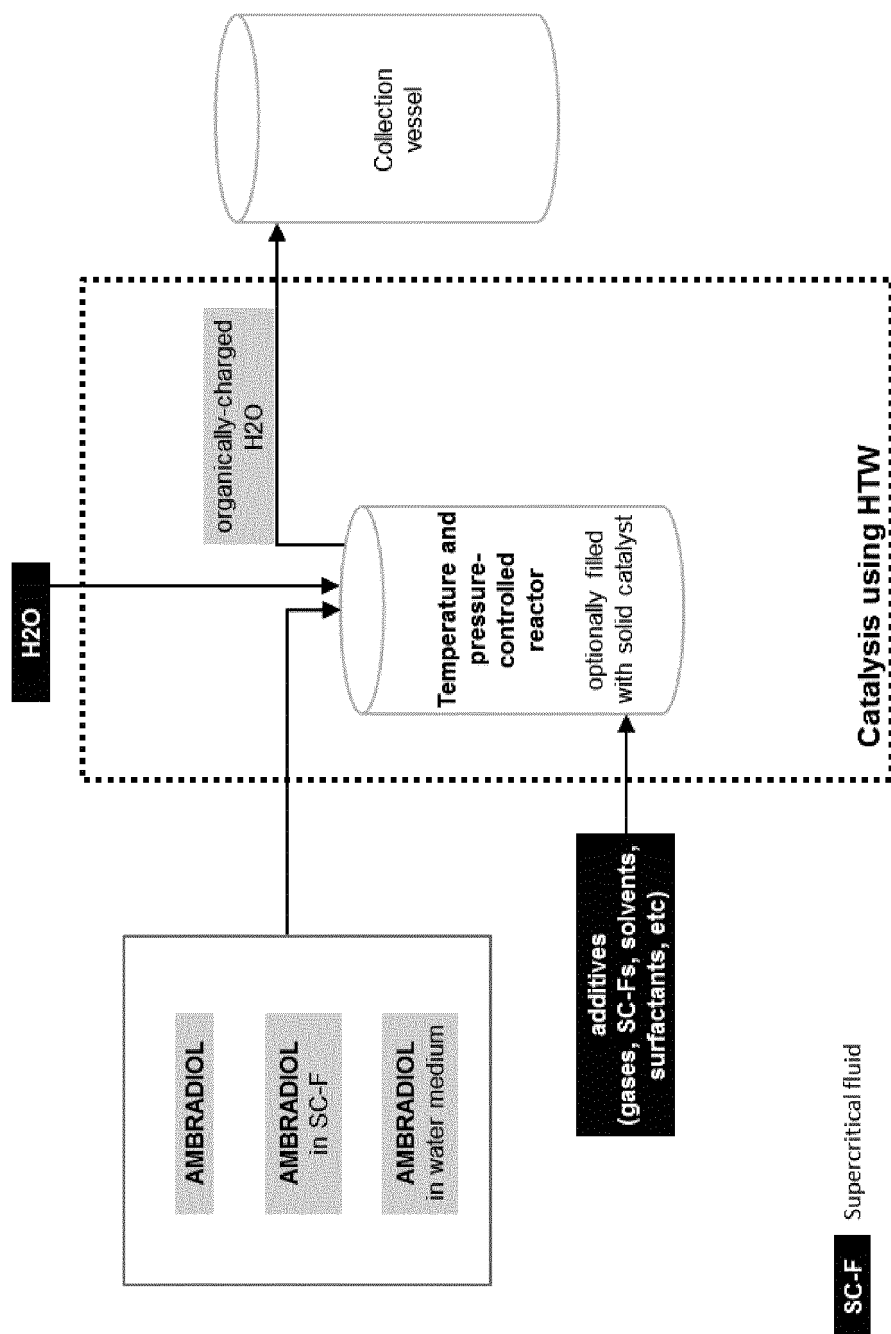 H2O
AMBRADIOL
AMBRADIOL
in SC-F
AMBRADIOL
in water medium
organically-charged
H2O
Collection
vessel
Temperature and
pressure-
controlled
reactor
optionally filled
with solid catalyst
additives
(gases, SC-Fs, solvents,
surfactants, etc)
Catalysis using HTW
SC-F Supercritical fluid